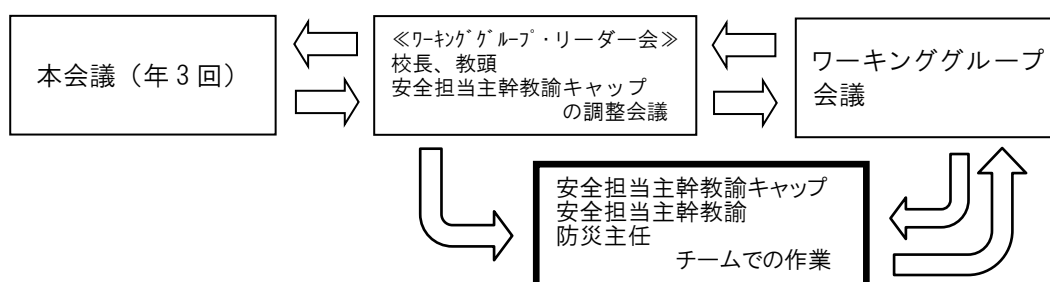 本会議（年３回）
≪ﾜｰｷﾝｸﾞｸﾞﾙｰﾌﾟ・リーダー会≫
校長、教頭
安全担当主幹教諭キャップ
の調整会議
ワーキンググループ
会議
安全担当主幹教諭キャップ
安全担当主幹教諭
防災主任
チームでの作業